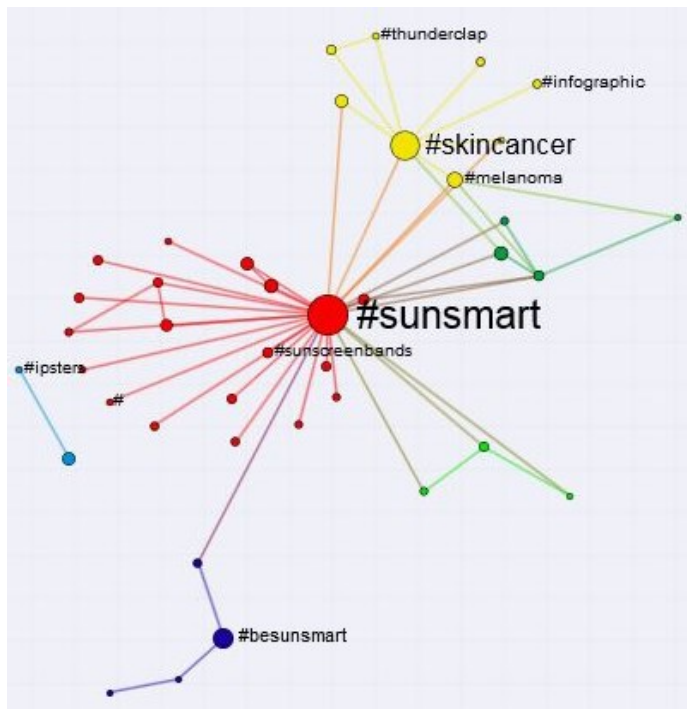 #thunderclap
#infographic
#skincancer
#melanoma
#sunsmart
#sunscreenbands
#ipsters
#
#besunsmart